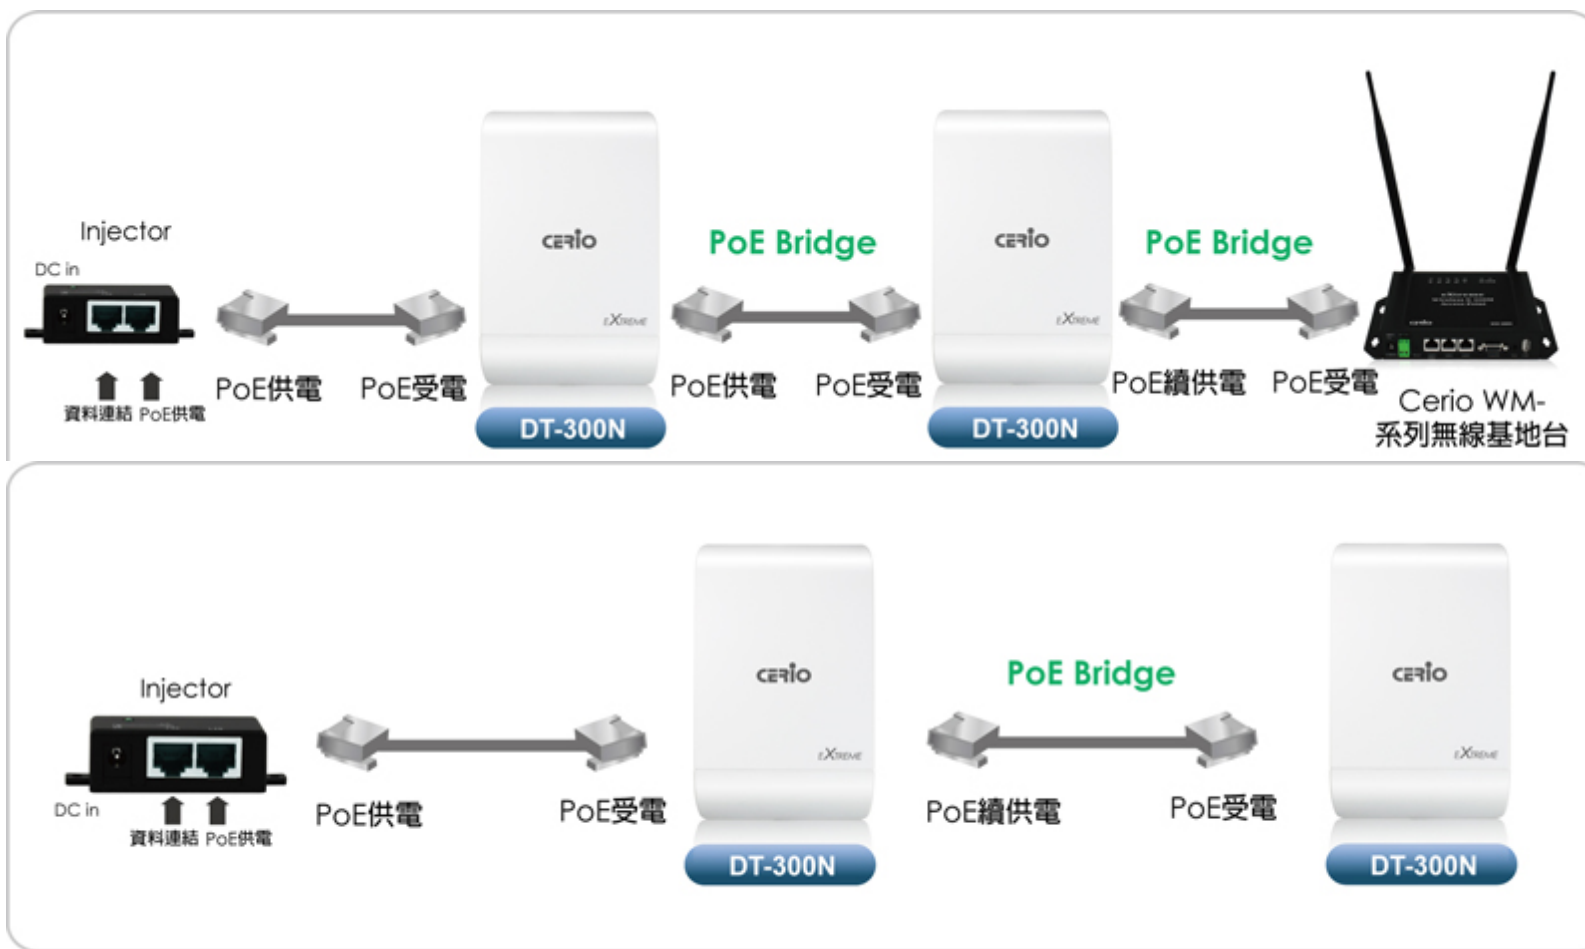 Injector
DC in
資料連結 PoE供電
PoE供電
PoE受電
CERIO
EXTREME
DT-300N
PoE Bridge
PoE供電
PoE受電
CERIO
EXTREME
DT-300N
PoE Bridge
PoE續供電
PoE受電
Cerio WM-
系列無線基地台
Injector
DC in
資料連結 PoE供電
PoE供電
PoE受電
CERIO
EXTREME
DT-300N
PoE Bridge
PoE續供電
PoE受電
CERIO
EXTREME
DT-300N